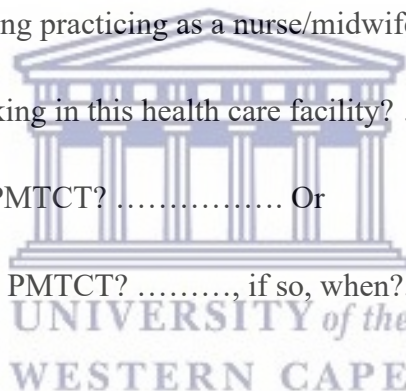 ng practicing as a nurse/midwife
king in this health care facility?
PMTCT? …………… Or
PMTCT? ………, if so, when?
UNIVERSITY of the
WESTERN CAPE